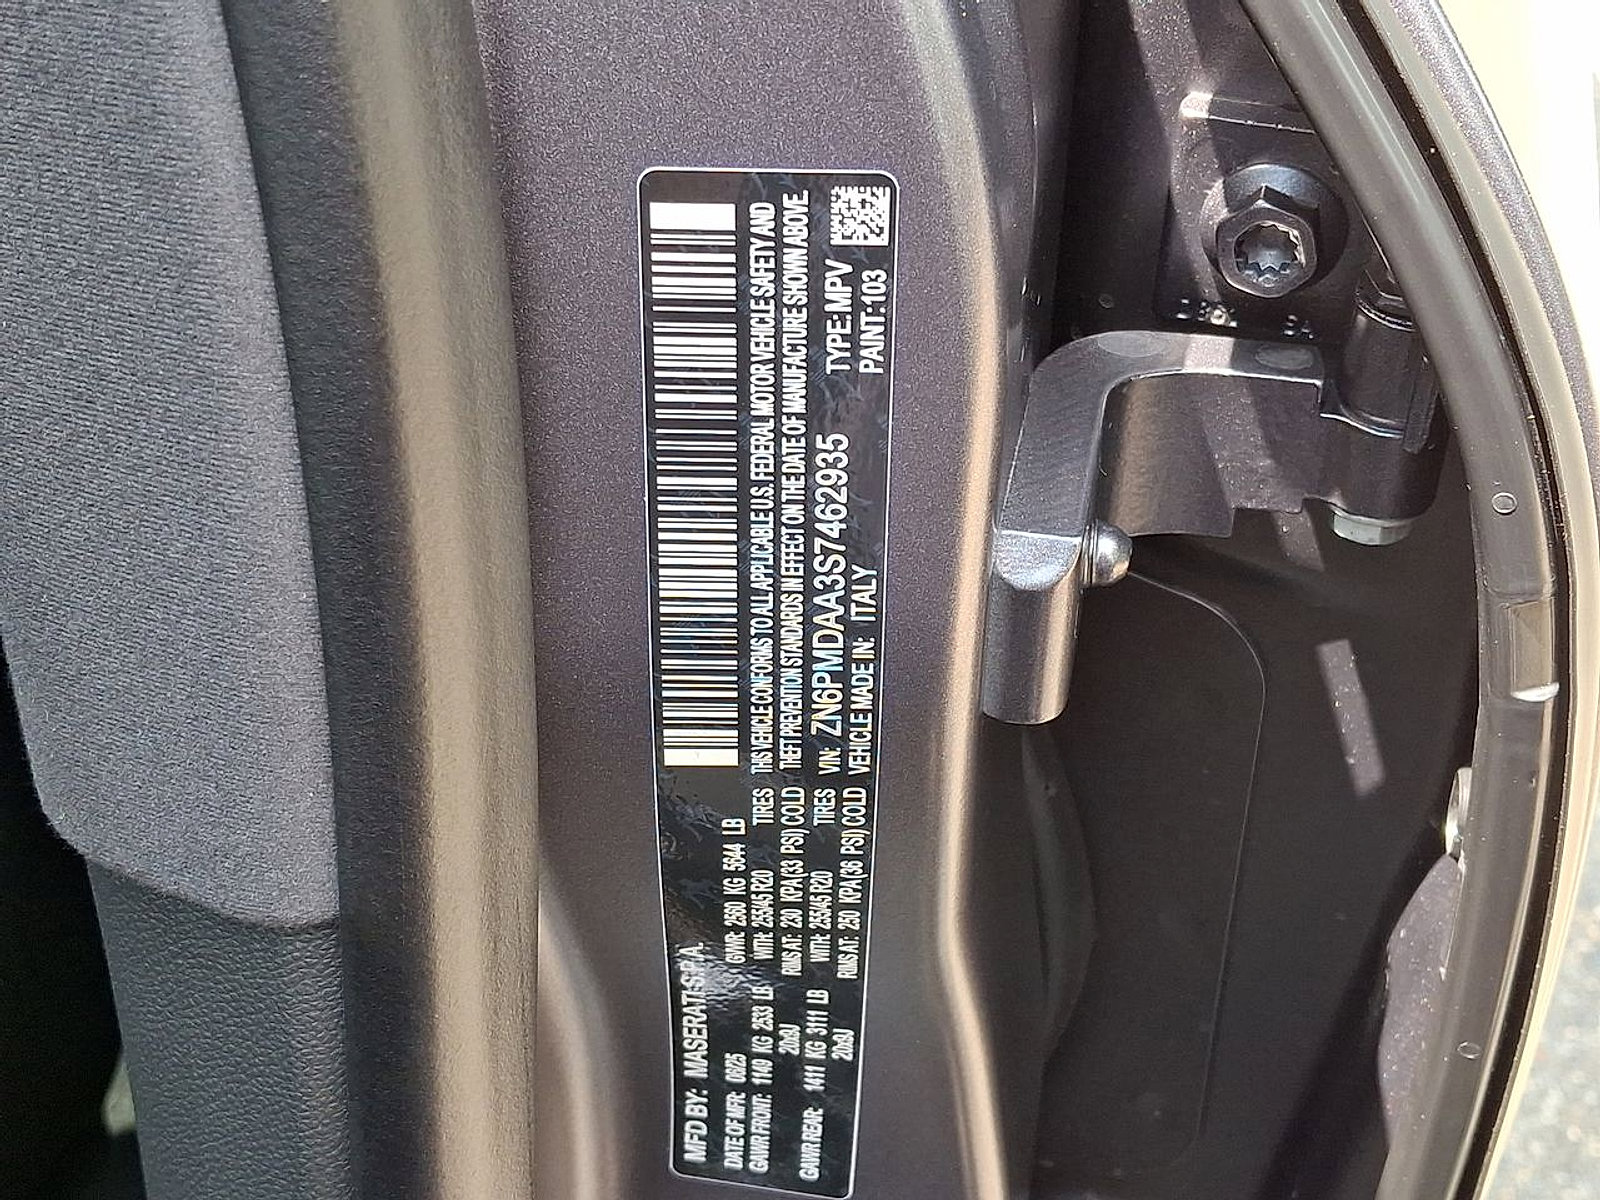 MFD BY: MASERATI S.P.A.
DATE OF MFR: 08/25 GWVR: 2560 KG 5644 LB
GAWR FRONT: 1149 KG 2533 LB WITH: 255/45 R20 TIRES
20x8J RIMS AT: 230 KPA (33 PSI) COLD
GAWR REAR: 1411 KG 3111 LB WITH: 255/45 R20 TIRES
20x9J RIMS AT: 250 KPA (36 PSI) COLD
THIS VEHICLE CONFORMS TO ALL APPLICABLE U.S. FEDERAL MOTOR VEHICLE SAFETY AND
THEFT PREVENTION STANDARDS IN EFFECT ON THE DATE OF MANUFACTURE SHOWN ABOVE.
VIN: ZN6PMDAA3S7462935 TYPE:MPV
VEHICLE MADE IN: ITALY PAINT:103